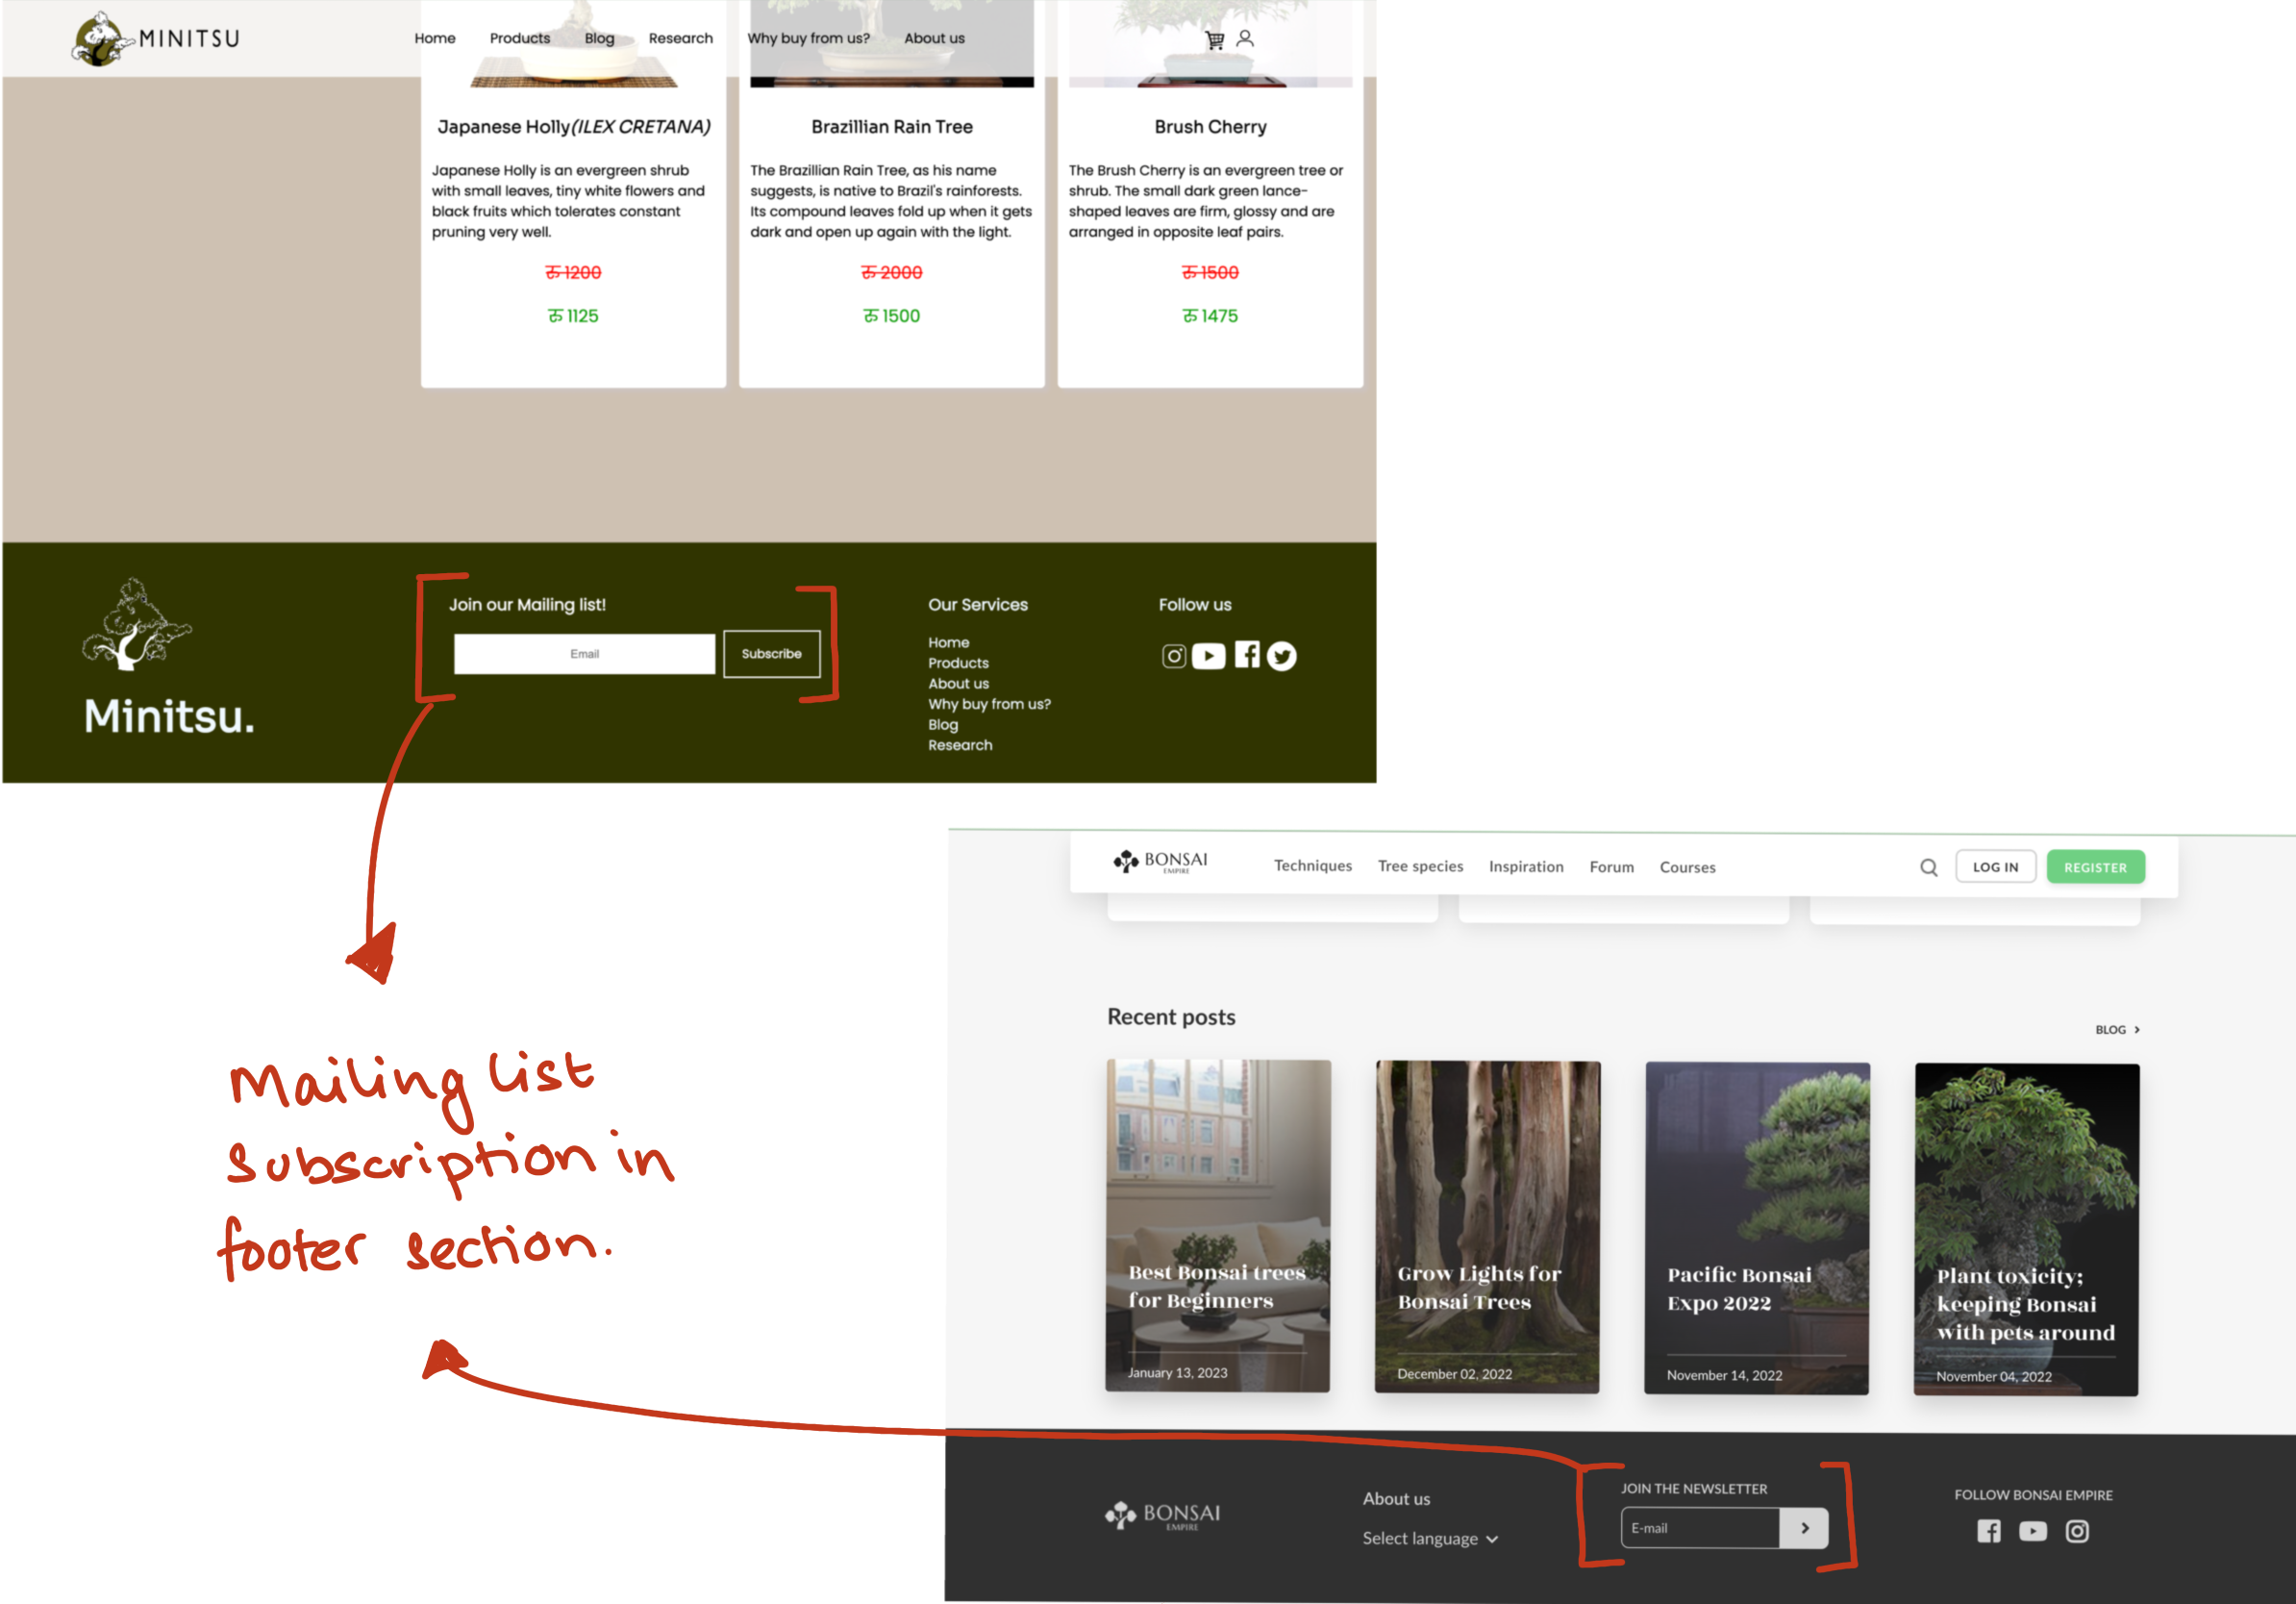 MINITSU
Home Products Blog Research Why buy from us? About us
Japanese Holly(ILEX CRETANA)
Japanese Holly is an evergreen shrub
with small leaves, tiny white flowers and
black fruits which tolerates constant
pruning very well.
रु 1200
रु 1125
Brazillian Rain Tree
The Brazillian Rain Tree, as his name
suggests, is native to Brazil's rainforests.
Its compound leaves fold up when it gets
dark and open up again with the light.
रु 2000
रु 1500
Brush Cherry
The Brush Cherry is an evergreen tree or
shrub. The small dark green lance-
shaped leaves are firm, glossy and are
arranged in opposite leaf pairs.
रु 1500
रु 1475
Minitsu.
Join our Mailing list!
Email Subscribe
Our Services
Home
Products
About us
Why buy from us?
Blog
Research
Follow us
Mailing list
subscription in
footer section.
BONSAI
EMPIRE
Techniques Tree species Inspiration Forum Courses LOG IN REGISTER
Recent posts
BLOG >
Best Bonsai trees
for Beginners
January 13, 2023
Grow Lights for
Bonsai Trees
December 02, 2022
Pacific Bonsai
Expo 2022
November 14, 2022
Plant toxicity;
keeping Bonsai
with pets around
November 04, 2022
BONSAI
EMPIRE
About us
Select language
JOIN THE NEWSLETTER
E-mail >
FOLLOW BONSAI EMPIRE